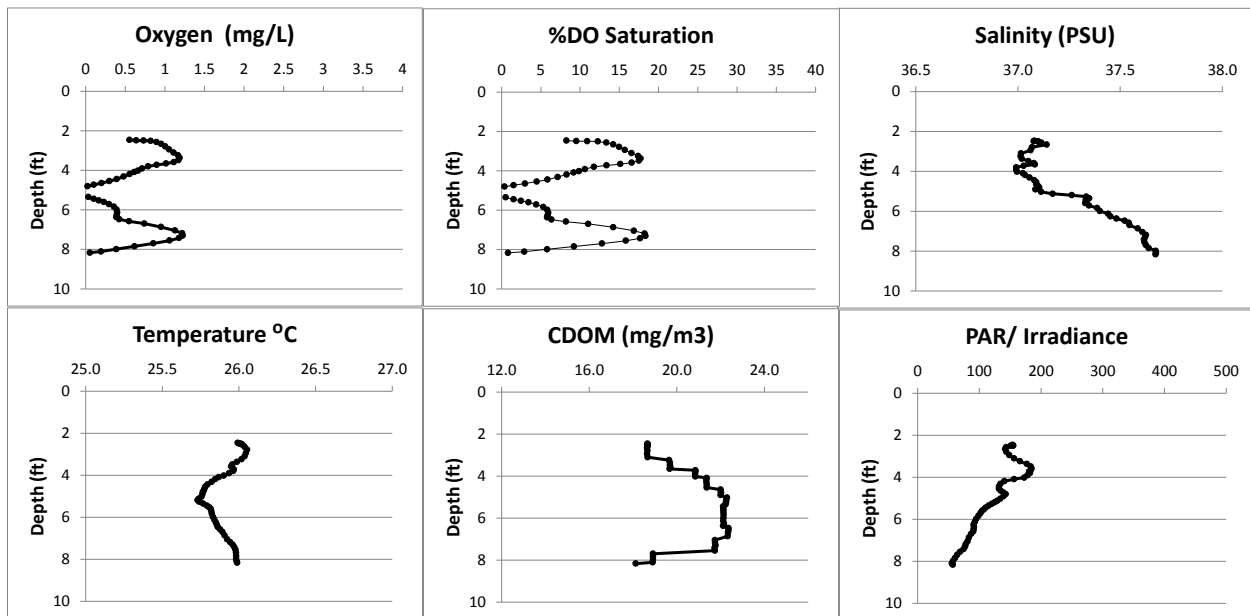 Oxygen (mg/L)
0 0.5 1 1.5 2 2.5 3 3.5 4
0
2
4
6
8
10
Depth (ft)
%DO Saturation
0 5 10 15 20 25 30 35 40
0
2
4
6
8
10
Depth (ft)
Salinity (PSU)
36.5 37.0 37.5 38.0
0
2
4
6
8
10
Depth (ft)
Temperature ⁰C
25.0 25.5 26.0 26.5 27.0
0
2
4
6
8
10
Depth (ft)
CDOM (mg/m3)
12.0 16.0 20.0 24.0
0
2
4
6
8
10
Depth (ft)
PAR/ Irradiance
0 100 200 300 400 500
0
2
4
6
8
10
Depth (ft)